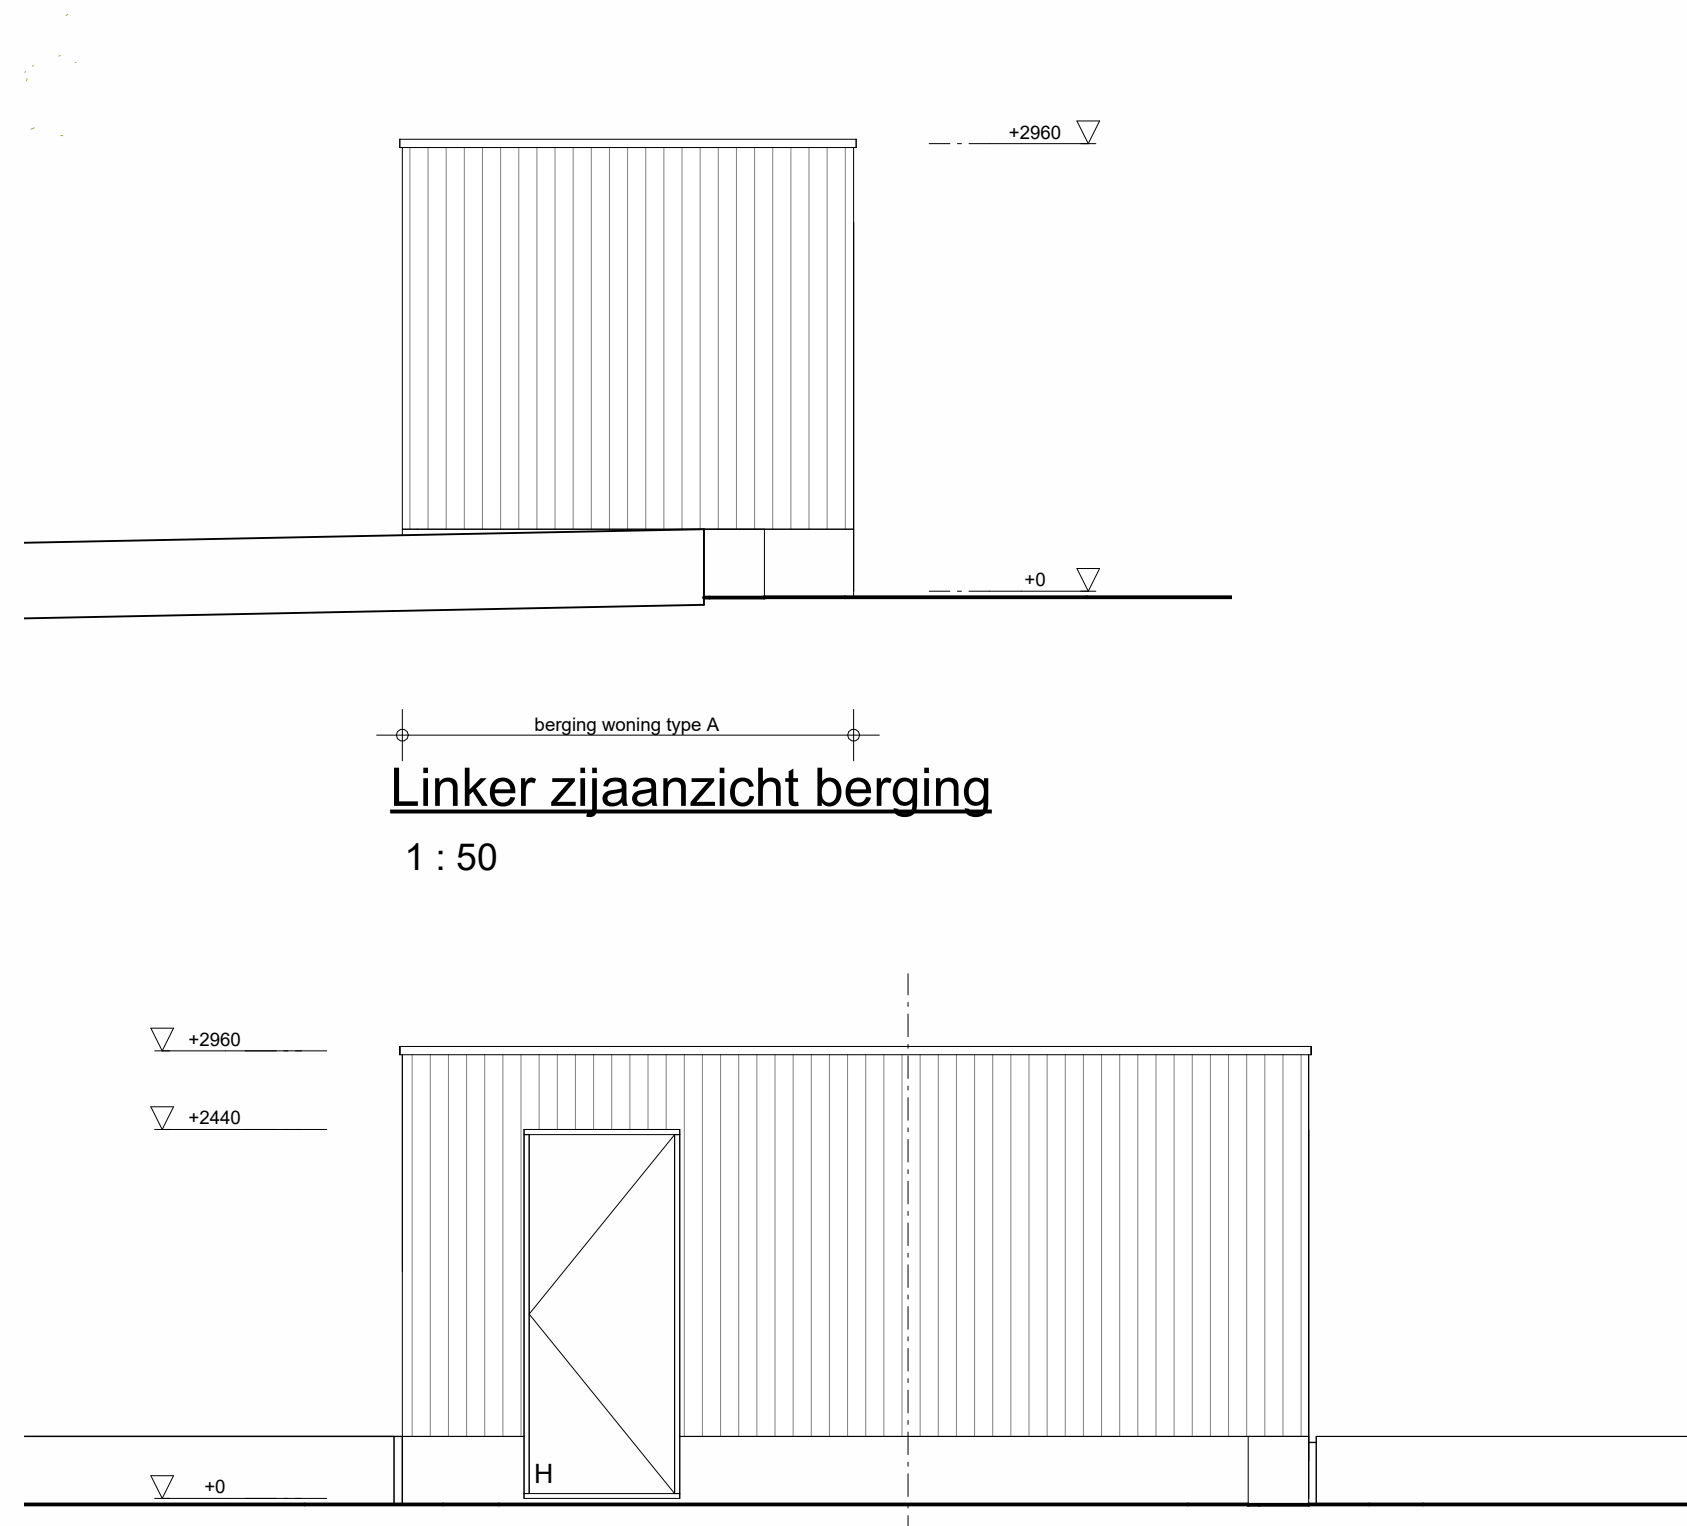 +2960
+0
berging woning type A
Linker zijaanzicht berging
1 : 50
+2960
+2440
H
+0